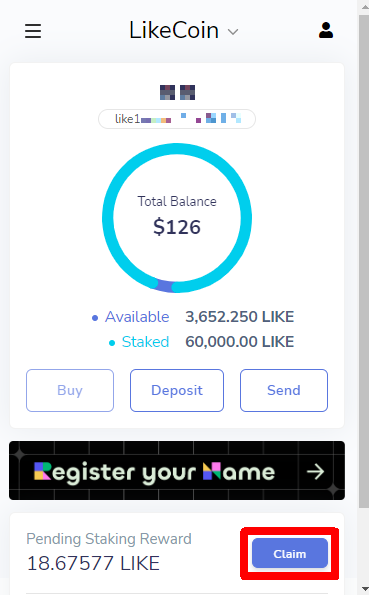 LikeCoin
like1
Total Balance
$126
Available 3,652.250 LIKE
Staked 60,000.00 LIKE
Buy Deposit Send
Register your Name
Pending Staking Reward
18.67577 LIKE
Claim